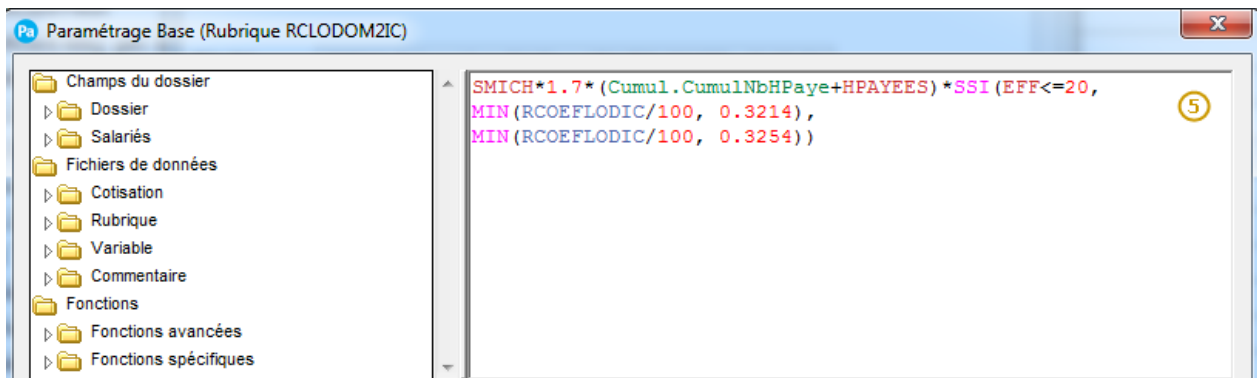 Pa Paramétrage Base (Rubrique RCLODOM2IC)
X
Champs du dossier
Dossier
Salariés
Fichiers de données
Cotisation
Rubrique
Variable
Commentaire
Fonctions
Fonctions avancées
Fonctions spécifiques
SMICH*1.7*(Cumul.CumulNbHPaye+HPAYEES)*SSI(EFF<=20,
MIN(RCOEFLODIC/100, 0.3214),
MIN(RCOEFLODIC/100, 0.3254))
5